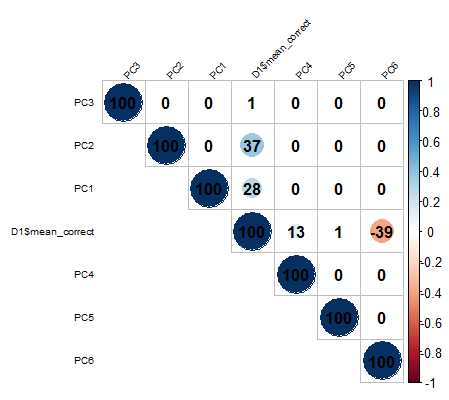 PC3 PC2 PC1 D1$mean_correct PC4 PC5 PC6
PC3 100 0 0 1 0 0 0
PC2 100 0 37 0 0 0
PC1 100 28 0 0 0
D1$mean_correct 100 13 1 -39
PC4 100 0 0
PC5 100 0
PC6 100
1
0.8
0.6
0.4
0.2
0
-0.2
-0.4
-0.6
-0.8
-1